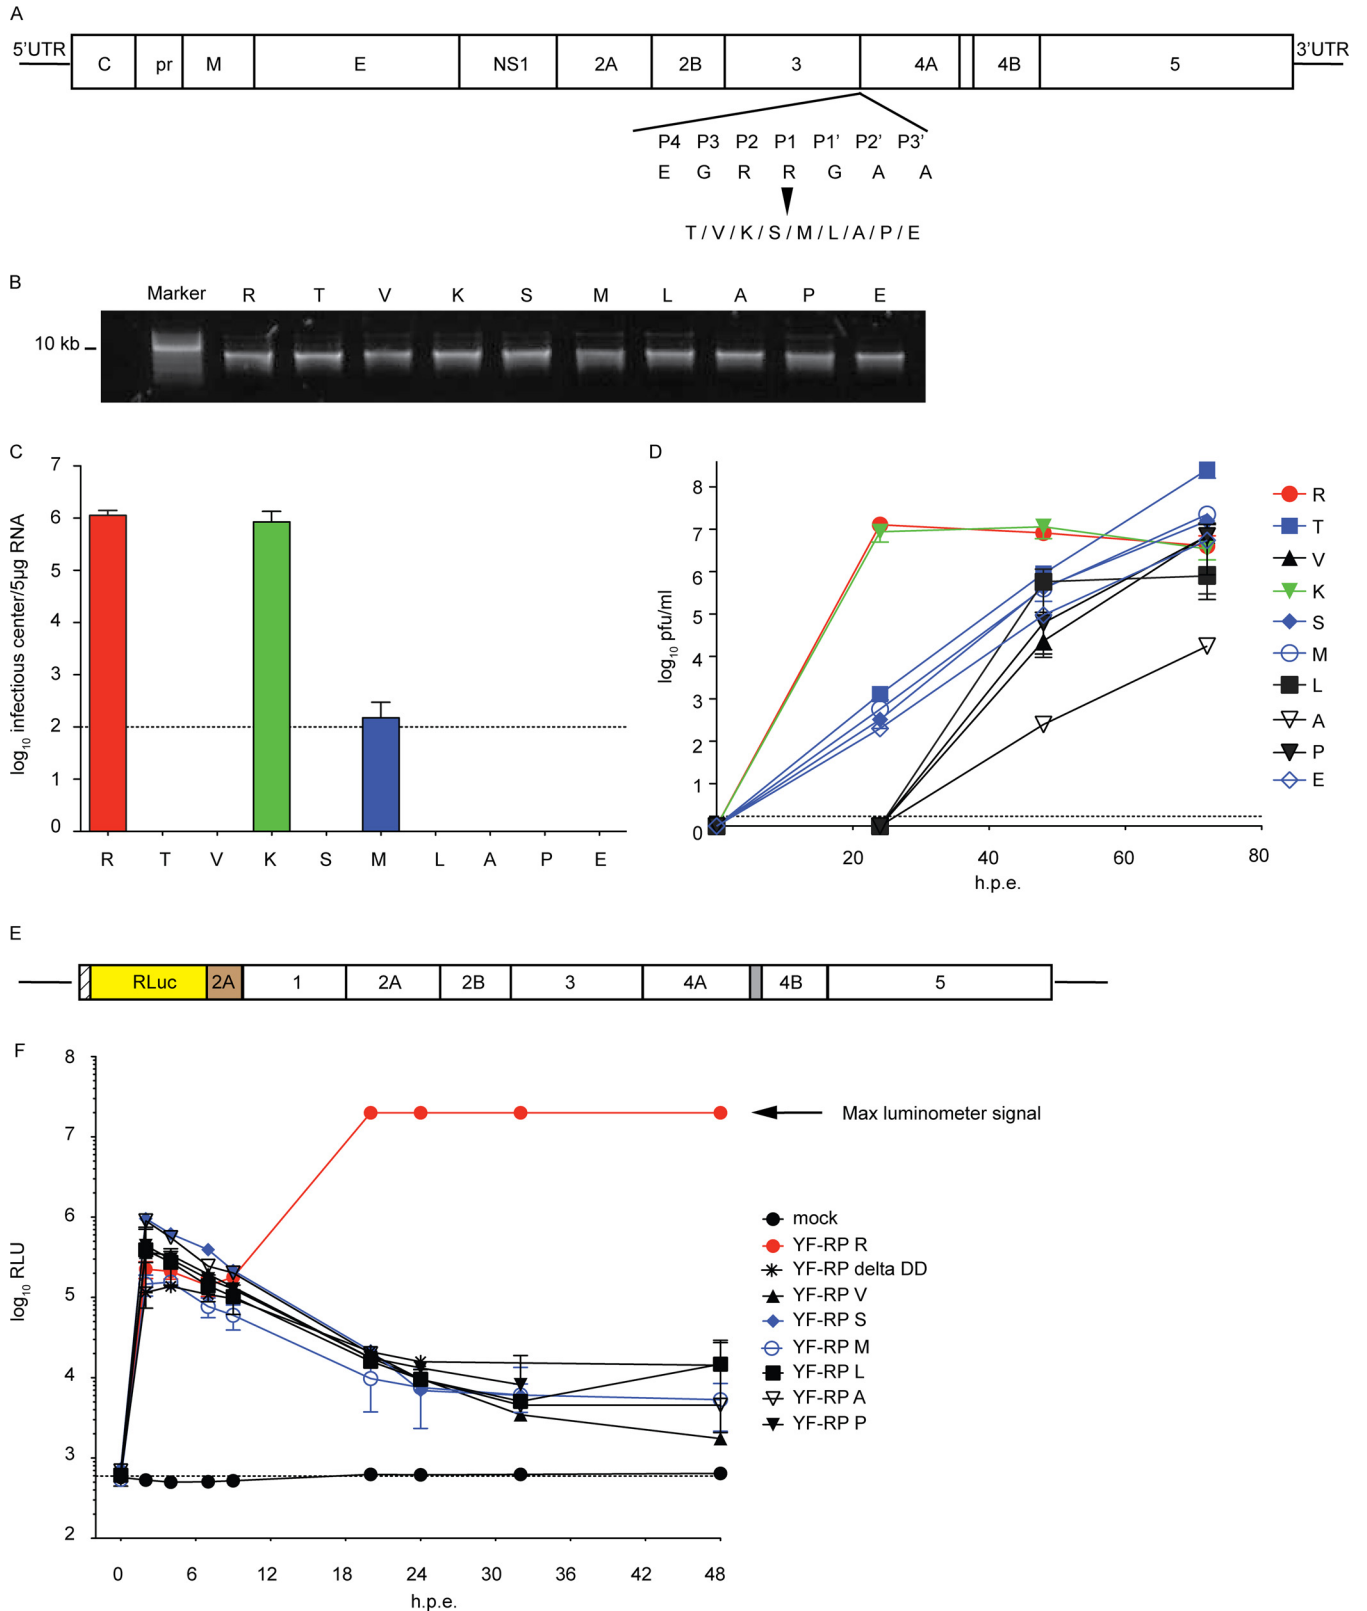 A
5'UTR C pr M E NS1 2A 2B 3 4A 4B 5 3'UTR
P4 P3 P2 P1 P1' P2' P3'
E G R R G A A
T / V / K / S / M / L / A / P / E
B
Marker R T V K S M L A P E
10 kb
C
log10 infectious center/5µg RNA
7
6
5
4
3
2
1
0
R T V K S M L A P E
D
log10 pfu/ml
8
7
6
5
4
3
2
1
0
20 40 60 80
h.p.e.
R
T
V
K
S
M
L
A
P
E
E
RLuc 2A 1 2A 2B 3 4A 4B 5
F
log10 RLU
8
7
6
5
4
3
2
0 6 12 18 24 30 36 42 48
h.p.e.
Max luminometer signal
mock
YF-RP R
YF-RP delta DD
YF-RP V
YF-RP S
YF-RP M
YF-RP L
YF-RP A
YF-RP P